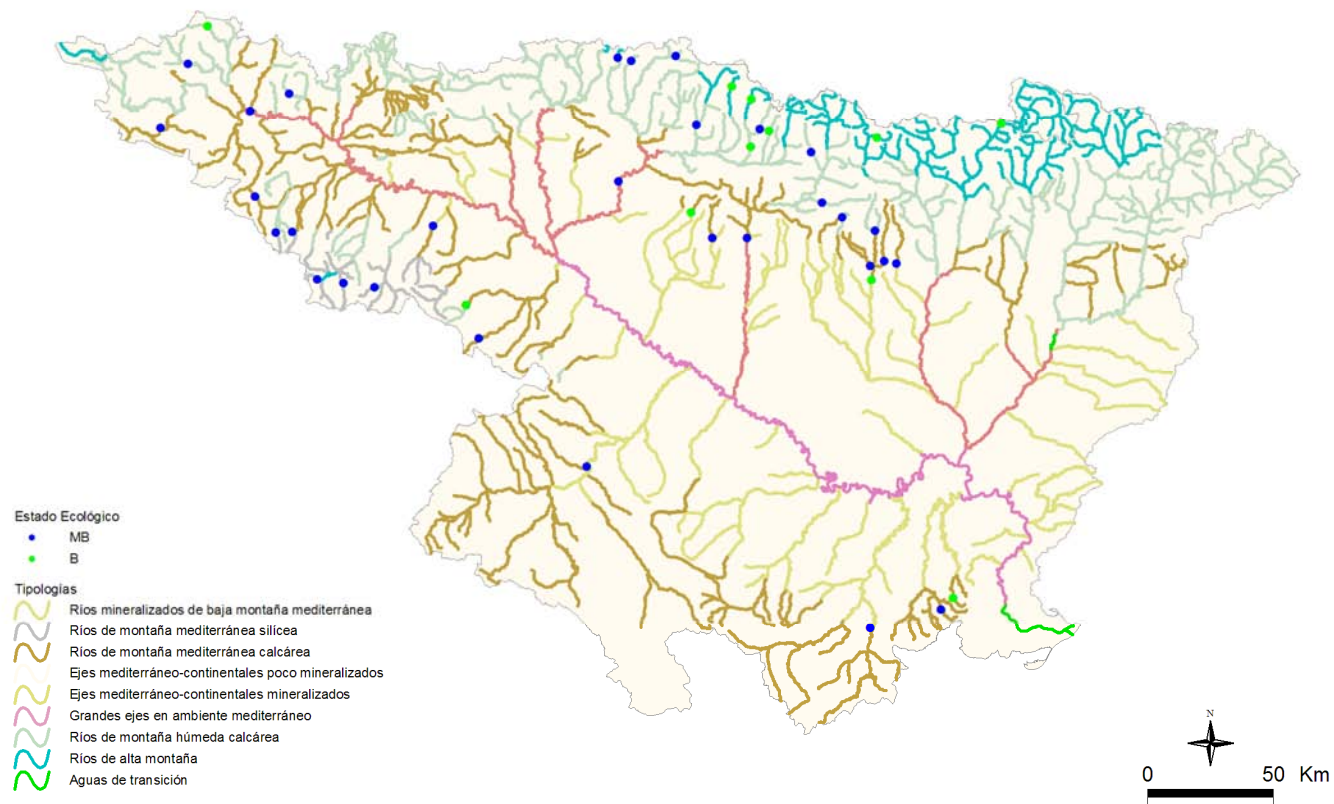 Estado Ecológico
MB
B
Tipologías
Ríos mineralizados de baja montaña mediterránea
Ríos de montaña mediterránea silícea
Ríos de montaña mediterránea calcárea
Ejes mediterráneo-continentales poco mineralizados
Ejes mediterráneo-continentales mineralizados
Grandes ejes en ambiente mediterráneo
Ríos de montaña húmeda calcárea
Ríos de alta montaña
Aguas de transición
N
0 50 Km